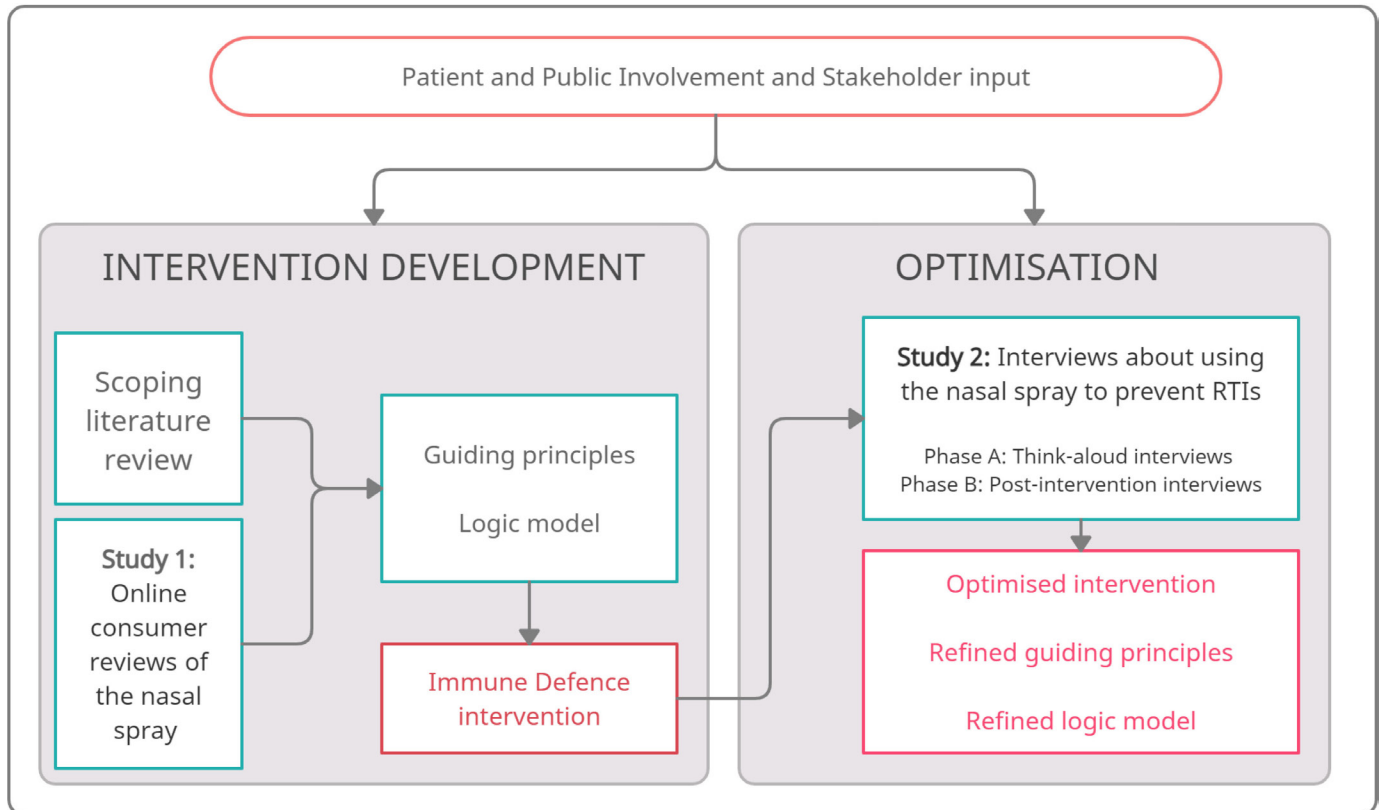 Patient and Public Involvement and Stakeholder input
INTERVENTION DEVELOPMENT
Scoping
literature
review
Study 1:
Online
consumer
reviews of
the nasal
spray
Guiding principles
Logic model
Immune Defence
intervention
OPTIMISATION
Study 2: Interviews about using
the nasal spray to prevent RTIs
Phase A: Think-aloud interviews
Phase B: Post-intervention interviews
Optimised intervention
Refined guiding principles
Refined logic model